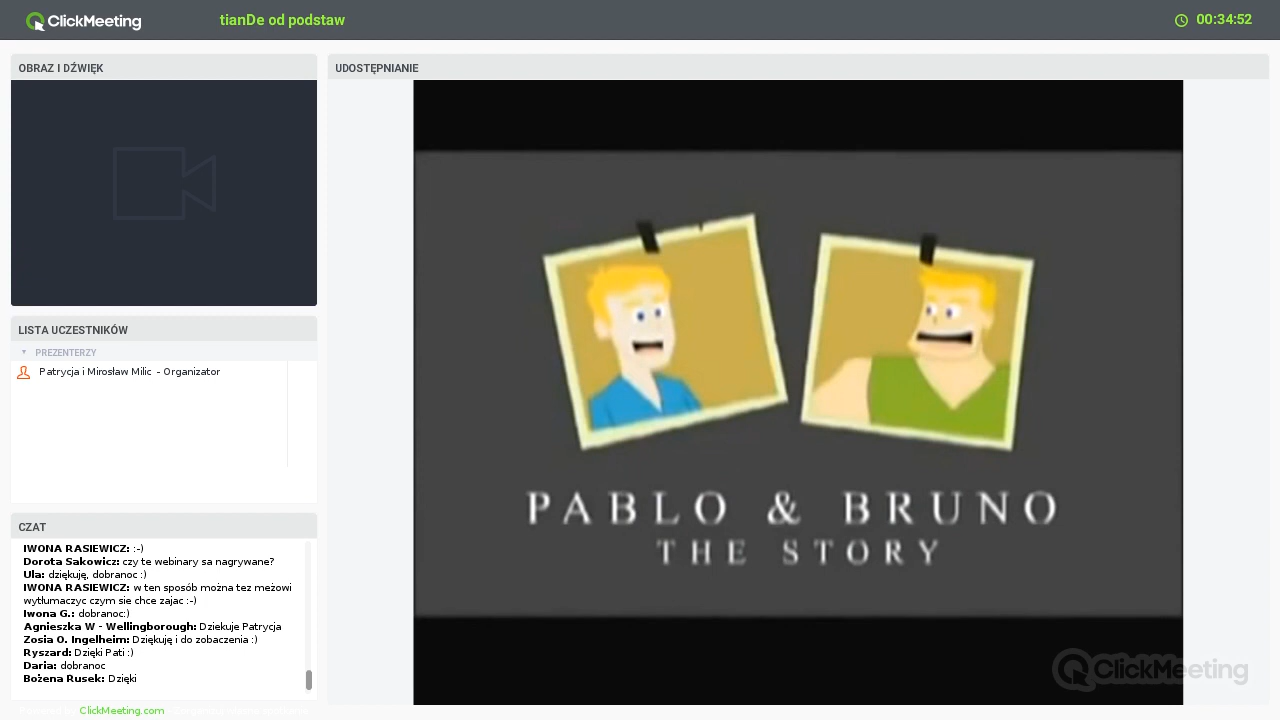 ClickMeeting
tianDe od podstaw
00:34:52
OBRAZ I DŹWIĘK
UDOSTĘPNIANIE
PABLO & BRUNO
THE STORY
LISTA UCZESTNIKÓW
PREZENTERZY
Patrycja i Mirosław Milic - Organizator
CZAT
IWONA RASIEWICZ: :-)
Dorota Sakowicz: czy te webinary sa nagrywane?
Ula: dziękuję, dobranoc :)
IWONA RASIEWICZ: w ten sposób można tez meżowi
wytłumaczyc czym sie chce zajac :-)
Iwona G.: dobranoc:)
Agnieszka W - Wellingborough: Dziekuje Patrycja
Zosia O. Ingelheim: Dziękuję i do zobaczenia :)
Ryszard: Dzięki Pati :)
Daria: dobranoc
Bożena Rusek: Dzięki
ClickMeeting.com
ClickMeeting